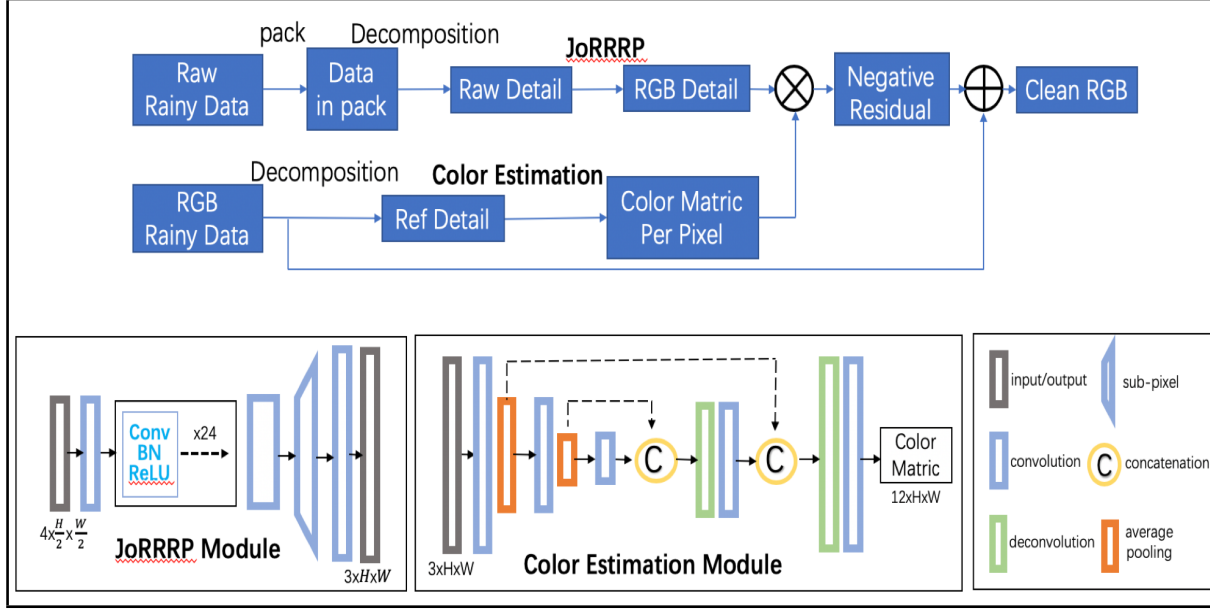 pack
Decomposition
JoRRRP
Raw
Rainy Data
Data
in pack
Raw Detail
RGB Detail
Negative
Residual
Clean RGB
Decomposition
Color Estimation
RGB
Rainy Data
Ref Detail
Color Matric
Per Pixel
Conv
BN
ReLU
x24
4x H/2 x W/2
JoRRRP Module
3xHxW
C
C
Color
Matric
12xHxW
3xHxW
Color Estimation Module
input/output
sub-pixel
convolution
C
concatenation
deconvolution
average
pooling